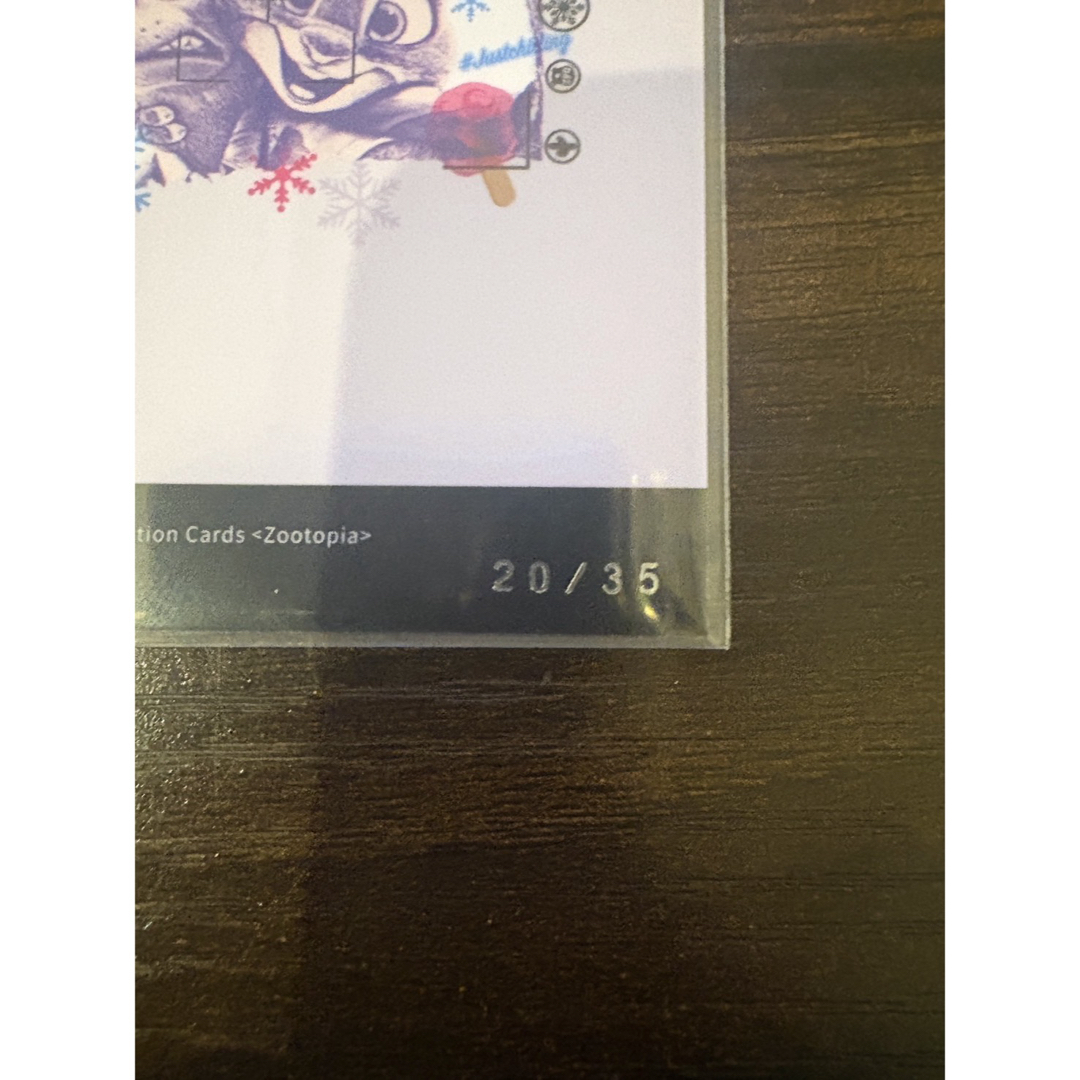 #Justchilling
tion Cards <Zootopia>
20/35